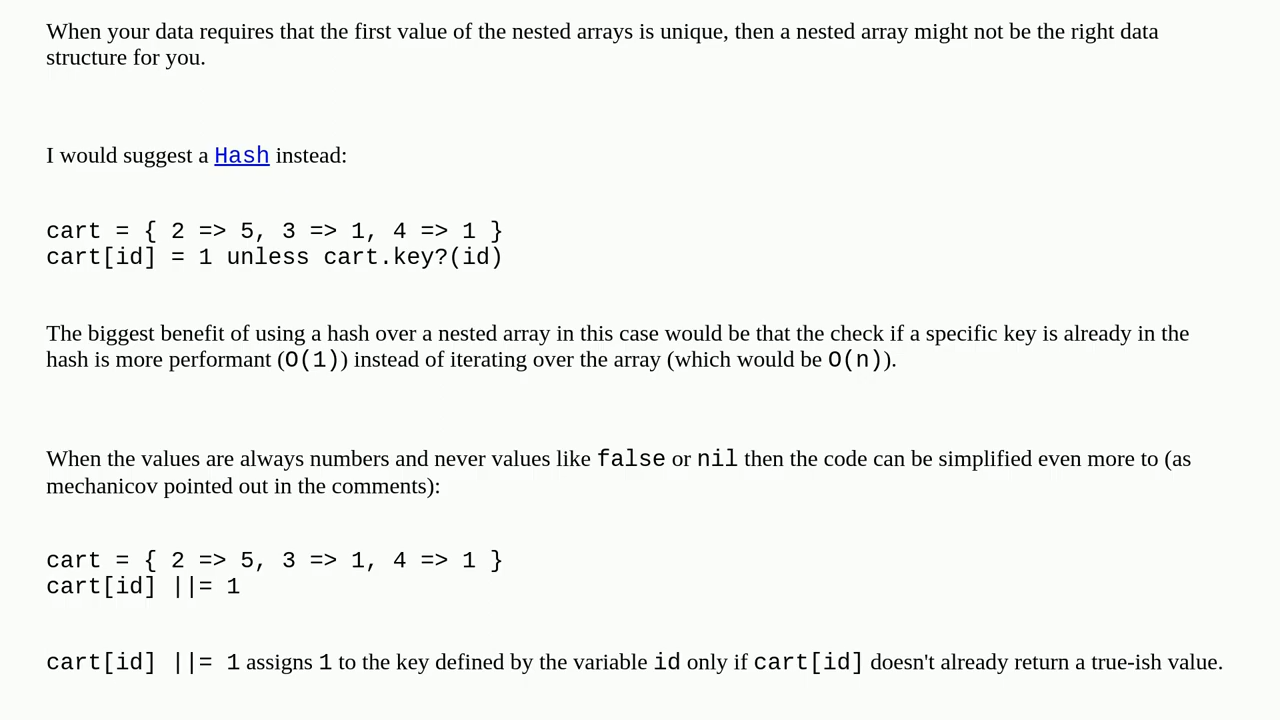 When your data requires that the first value of the nested arrays is unique, then a nested array might not be the right data
structure for you.
I would suggest a Hash instead:
cart = { 2 => 5, 3 => 1, 4 => 1 }
cart[id] = 1 unless cart.key?(id)
The biggest benefit of using a hash over a nested array in this case would be that the check if a specific key is already in the
hash is more performant (O(1)) instead of iterating over the array (which would be O(n)).
When the values are always numbers and never values like false or nil then the code can be simplified even more to (as
mechanicov pointed out in the comments):
cart = { 2 => 5, 3 => 1, 4 => 1 }
cart[id] ||= 1
cart[id] ||= 1 assigns 1 to the key defined by the variable id only if cart[id] doesn't already return a true-ish value.